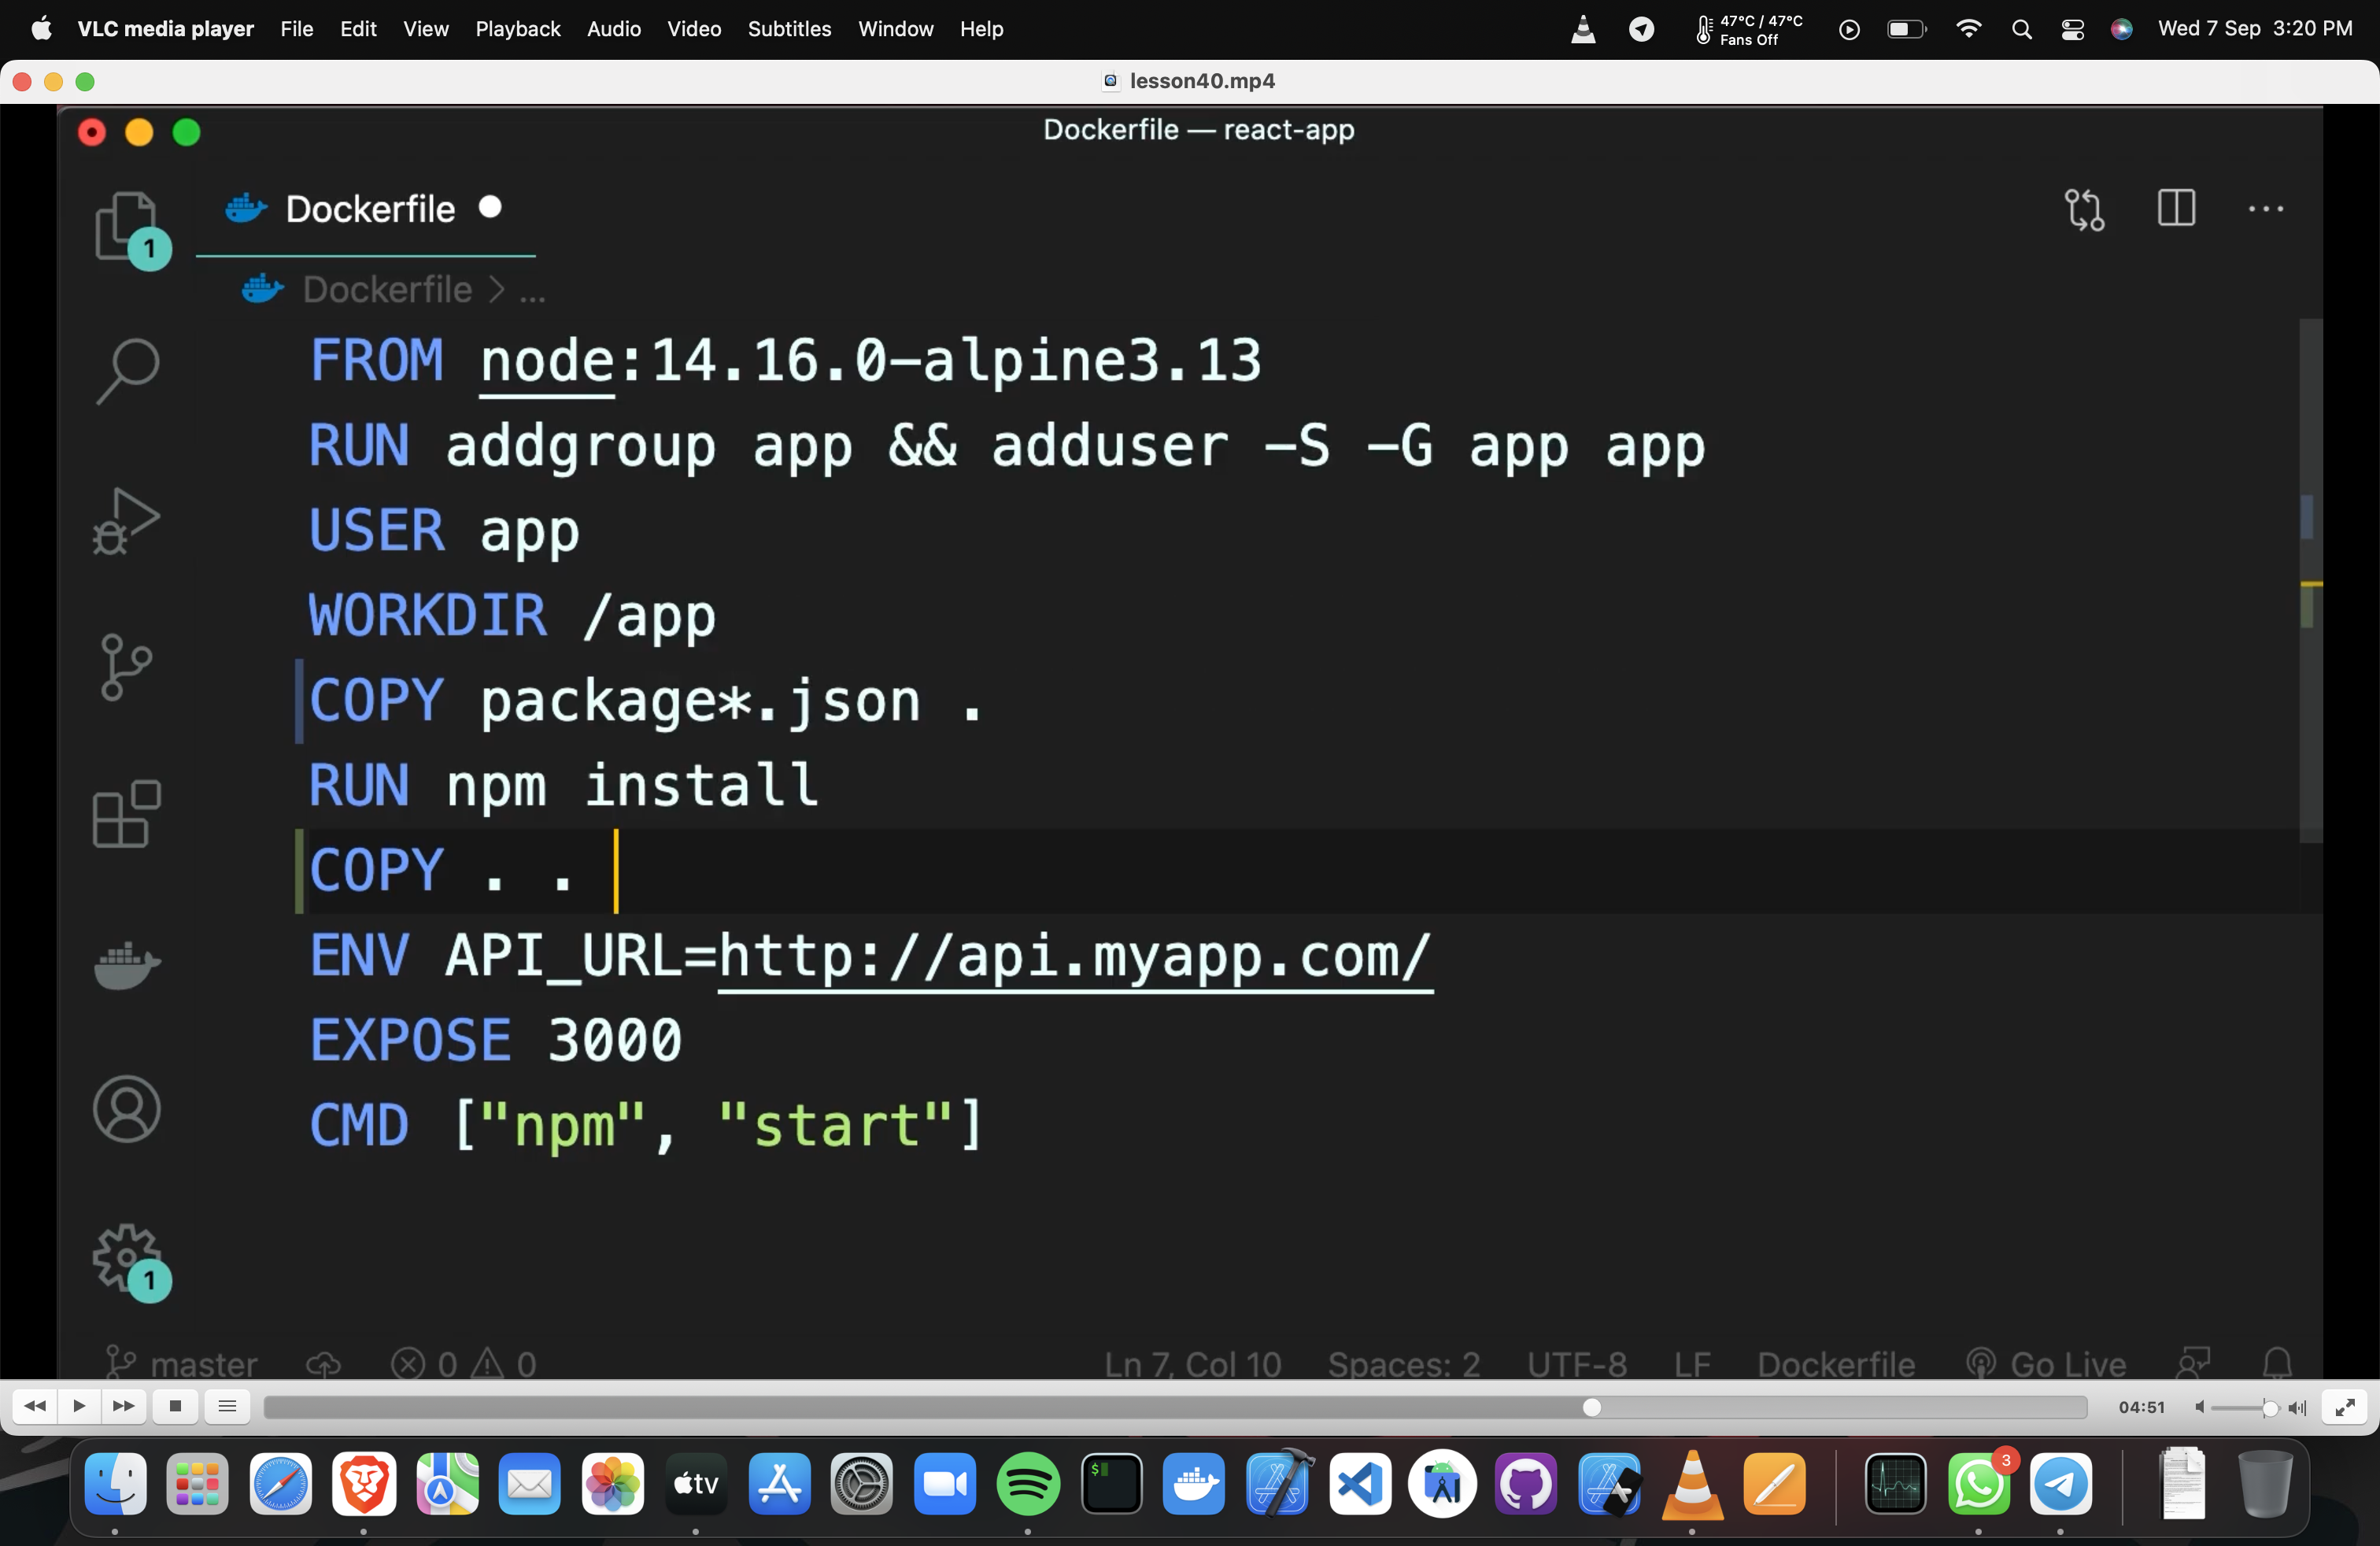 VLC media player File Edit View Playback Audio Video Subtitles Window Help 47°C / 47°C Wed 7 Sep 3:20 PM
Fans Off
lesson40.mp4
Dockerfile — react-app
Dockerfile
1
Dockerfile > ...
FROM node:14.16.0-alpine3.13
RUN addgroup app && adduser -S -G app app
USER app
WORKDIR /app
COPY package*.json .
RUN npm install
COPY . .
ENV API_URL=http://api.myapp.com/
EXPOSE 3000
CMD ["npm", "start"]
1
master 0 0 Ln 7, Col 10 Spaces: 2 UTF-8 LF Dockerfile Go Live
04:51
tv $ 3